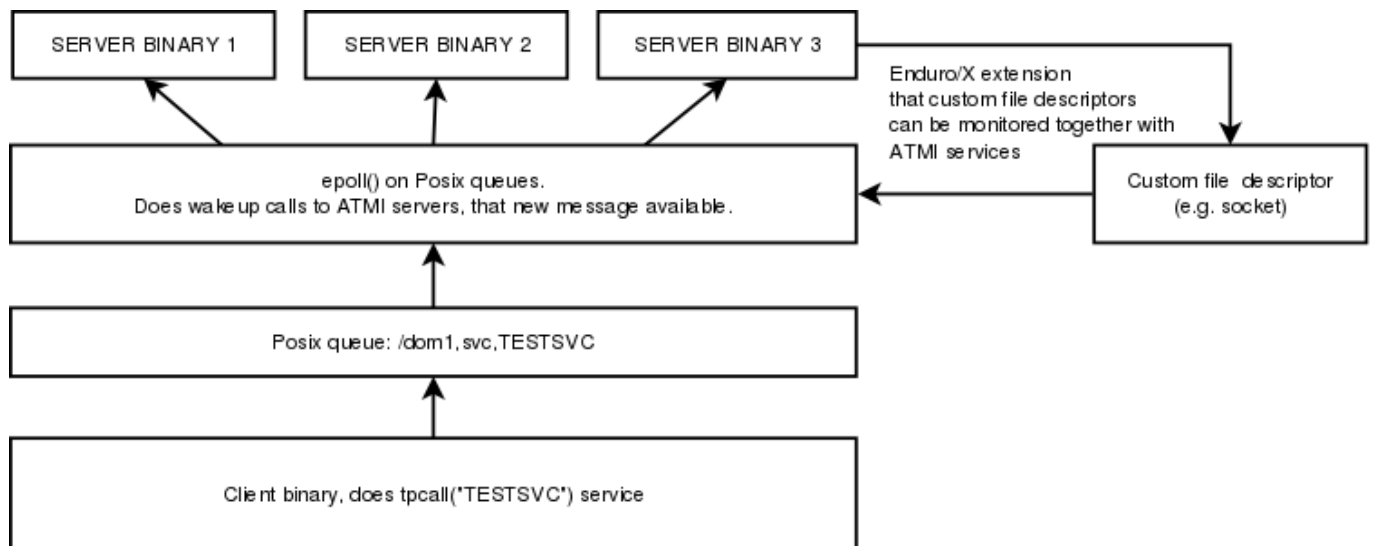 SERVER BINARY 1
SERVER BINARY 2
SERVER BINARY 3
Enduro/X extension
that custom file descriptors
can be monitored together with
ATMI services
epoll() on Posix queues.
Does wakeup calls to ATMI servers, that new message available.
Custom file descriptor
(e.g. socket)
Posix queue: /dom1,svc,TESTSVC
Client binary, does tpcall("TESTSVC") service